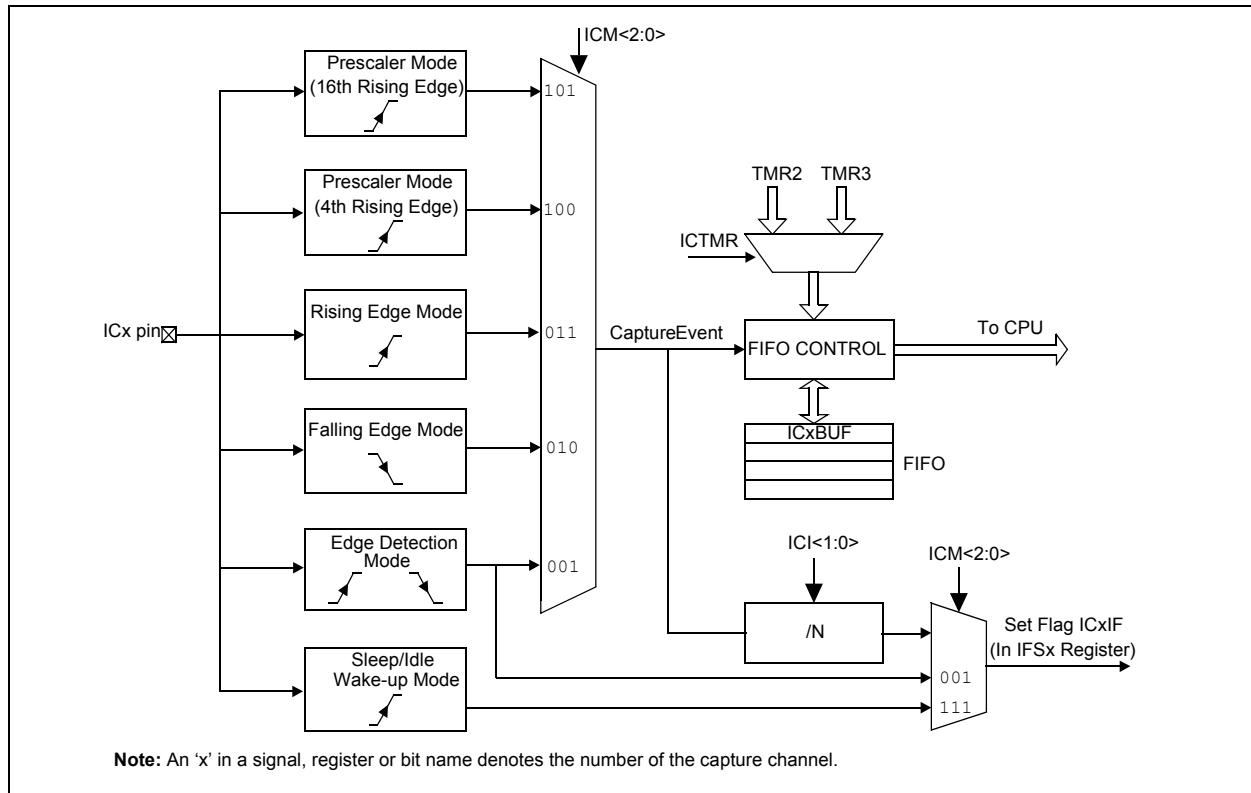 ICM<2:0>
Prescaler Mode
(16th Rising Edge)
101
Prescaler Mode
(4th Rising Edge)
100
TMR2
TMR3
ICTMR
ICx pin
Rising Edge Mode
011
CaptureEvent
FIFO CONTROL
To CPU
Falling Edge Mode
010
ICxBUF
FIFO
Edge Detection
Mode
001
ICI<1:0>
ICM<2:0>
/N
Set Flag ICxIF
(In IFSx Register)
Sleep/Idle
Wake-up Mode
001
111
Note: An ‘x’ in a signal, register or bit name denotes the number of the capture channel.